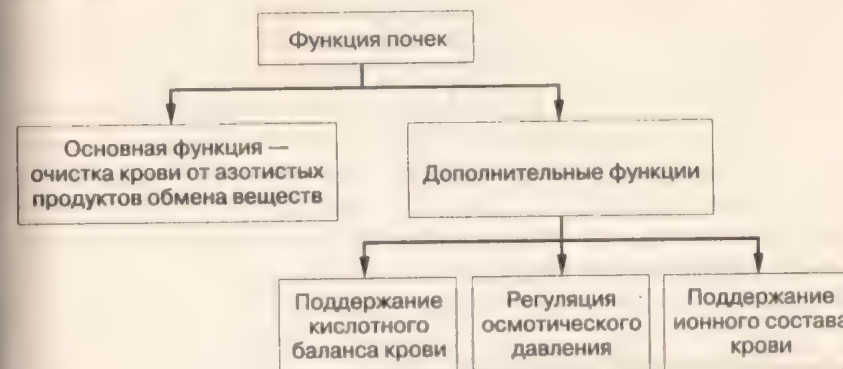 Функция почек
Основная функция —
очистка крови от азотистых
продуктов обмена веществ
Дополнительные функции
Поддержание
кислотного
баланса крови
Регуляция
осмотического
давления
Поддержание
ионного состава
крови